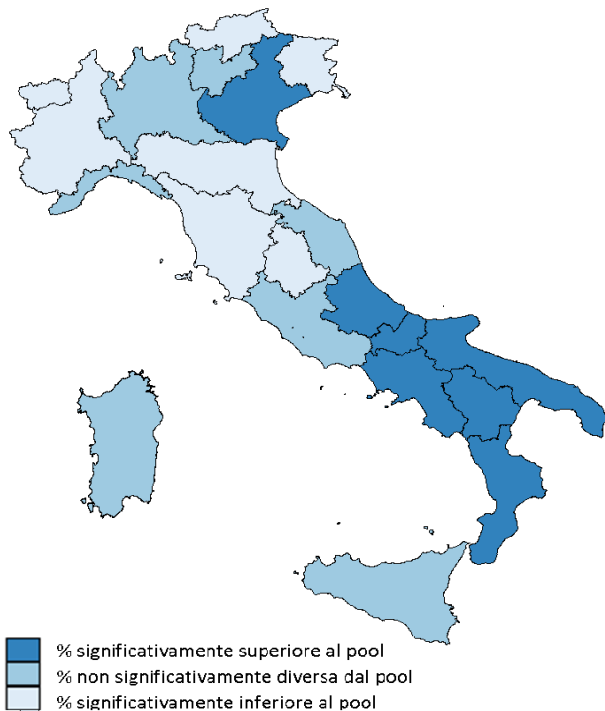 % significativamente superiore al pool
% non significativamente diversa dal pool
% significativamente inferiore al pool